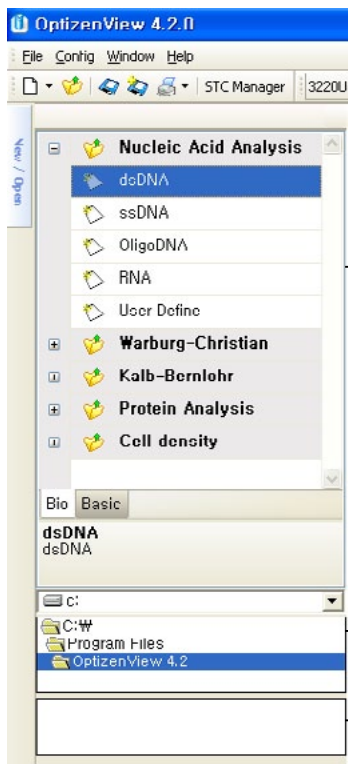 OptizenView 4.2.0
File Config Window Help
STC Manager 3220U
New / Open
Nucleic Acid Analysis
dsDNA
ssDNA
OligoDNA
RNA
User Define
Warburg-Christian
Kalb-Bernlohr
Protein Analysis
Cell density
Bio Basic
dsDNA
dsDNA
c:
C:₩
Program Files
OptizenView 4.2